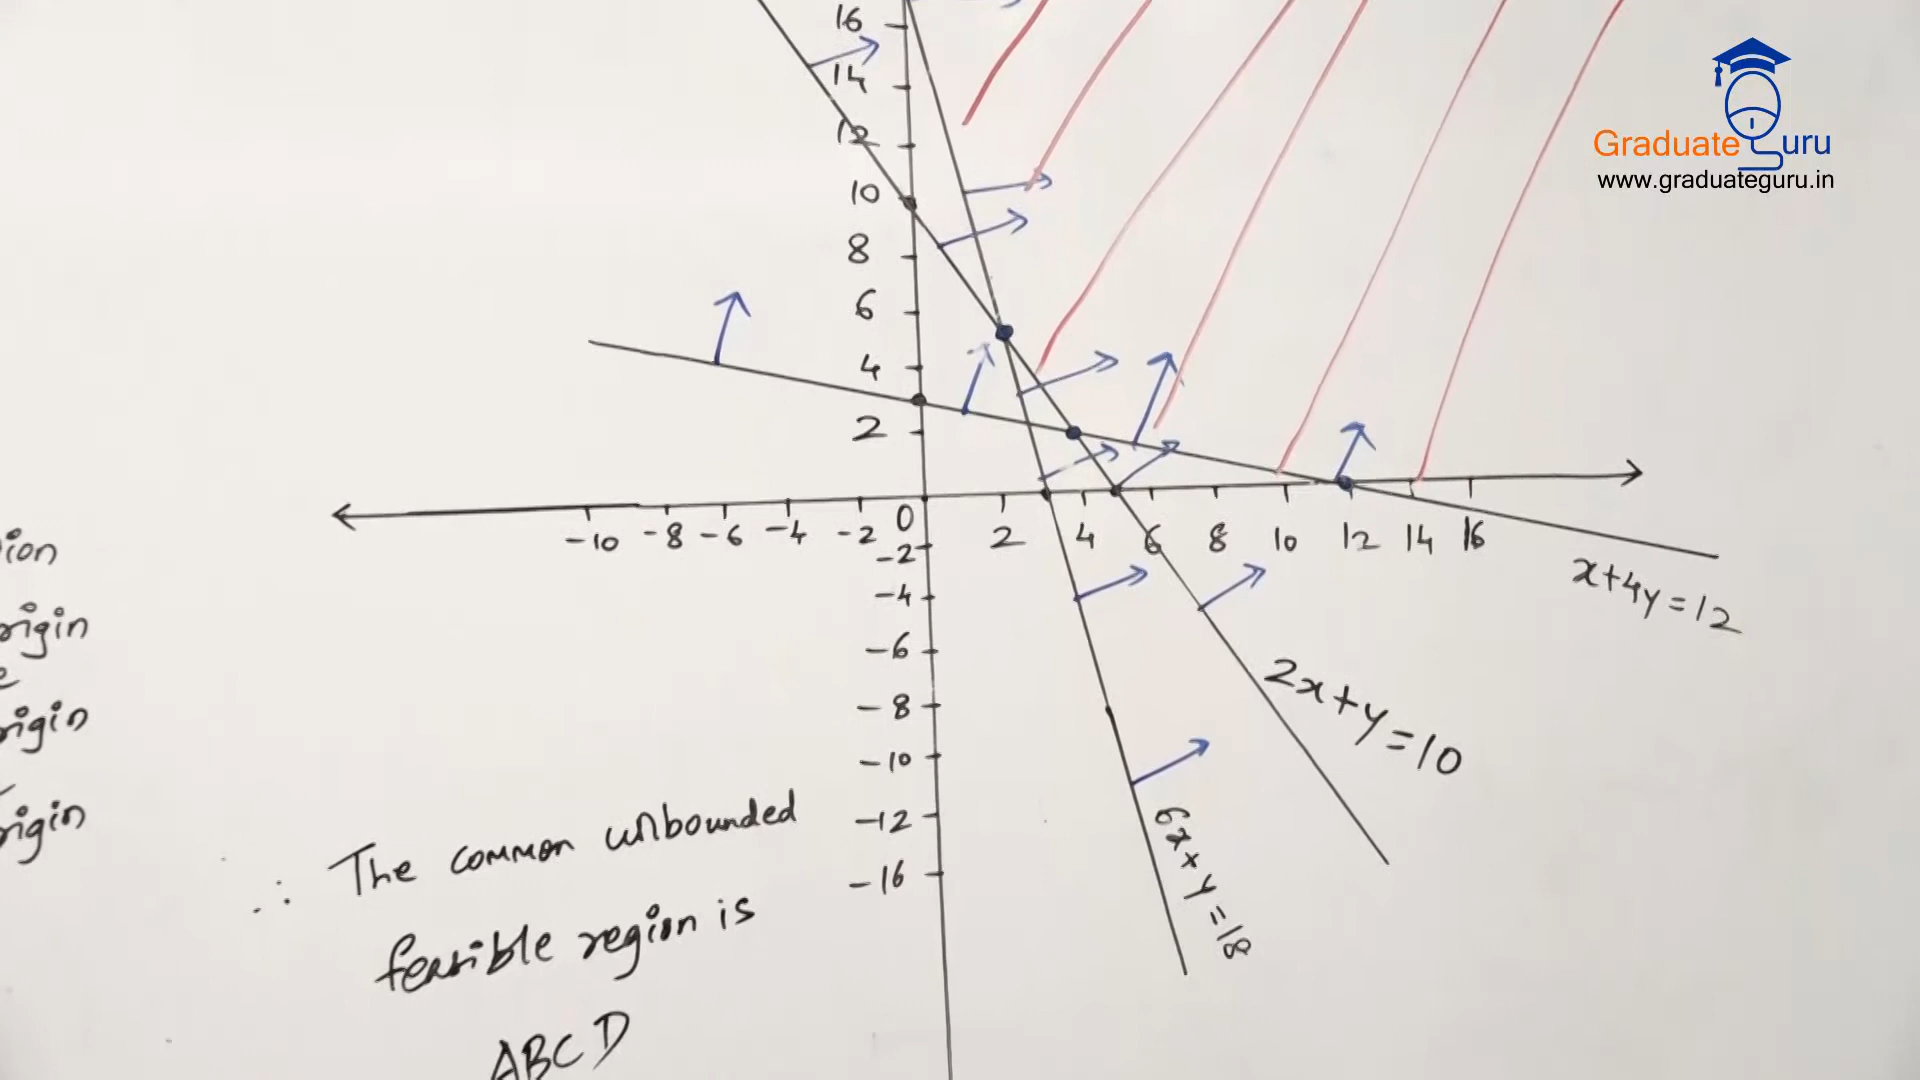 16
14
12
10
8
6
4
2
Graduate Guru
www.graduateguru.in
-10 -8 -6 -4 -2 0 2 4 6 8 10 12 14 16
-2
-4
-6
-8
-10
-12
-16
x+4y=12
2x+y=10
6x+y=18
ion
rigin
rigin
rigin
∴ The common unbounded
feasible region is
ABCD